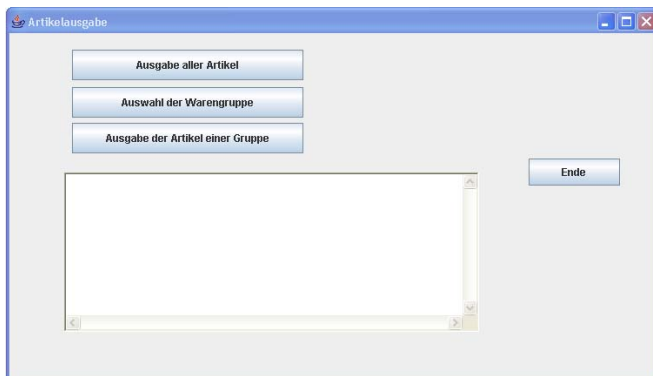 Artikelausgabe
Ausgabe aller Artikel
Auswahl der Warengruppe
Ausgabe der Artikel einer Gruppe
Ende